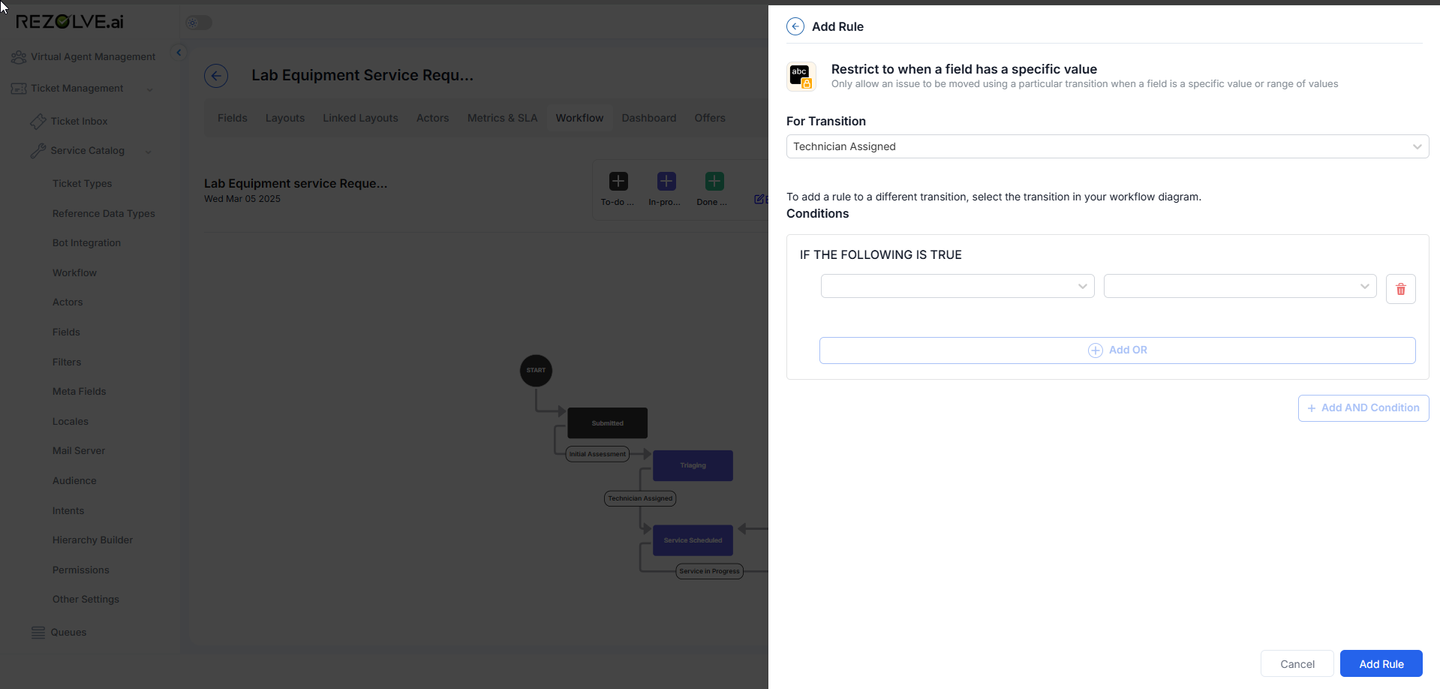 REZOLVE.ai
Virtual Agent Management
Ticket Management
Ticket Inbox
Service Catalog
Ticket Types
Reference Data Types
Bot Integration
Workflow
Actors
Fields
Filters
Meta Fields
Locales
Mail Server
Audience
Intents
Hierarchy Builder
Permissions
Other Settings
Queues
Lab Equipment Service Requ...
Fields Layouts Linked Layouts Actors Metrics & SLA Workflow Dashboard Offers
Lab Equipment service Reque...
Wed Mar 05 2025
To-do ... In-pro... Done ...
START
Submitted
Initial Assessment
Triaging
Technician Assigned
Service Scheduled
Service in Progress
Add Rule
abc
Restrict to when a field has a specific value
Only allow an issue to be moved using a particular transition when a field is a specific value or range of values
For Transition
Technician Assigned
To add a rule to a different transition, select the transition in your workflow diagram.
Conditions
IF THE FOLLOWING IS TRUE
Add OR
+ Add AND Condition
Cancel Add Rule